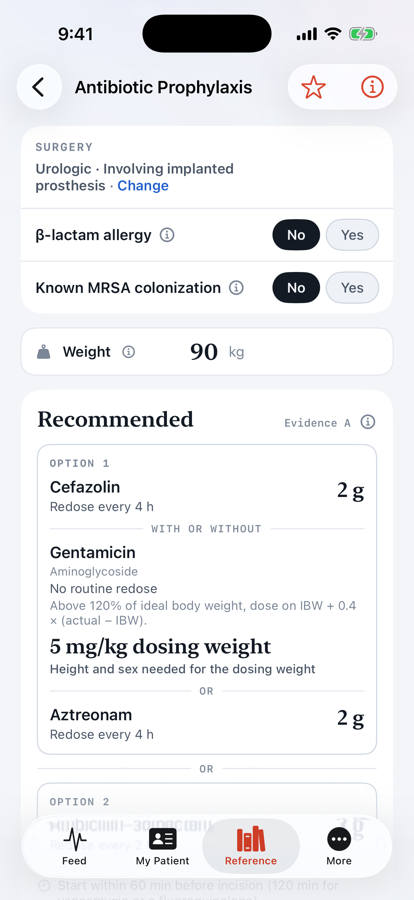 9:41
Antibiotic Prophylaxis
SURGERY
Urologic · Involving implanted
prosthesis · Change
β-lactam allergy
No
Yes
Known MRSA colonization
No
Yes
Weight
90 kg
Recommended
Evidence A
OPTION 1
Cefazolin
2 g
Redose every 4 h
WITH OR WITHOUT
Gentamicin
Aminoglycoside
No routine redose
Above 120% of ideal body weight, dose on IBW + 0.4
× (actual − IBW).
5 mg/kg dosing weight
Height and sex needed for the dosing weight
OR
Aztreonam
2 g
Redose every 4 h
OR
OPTION 2
3 g
Redose every 2
Feed
My Patient
Reference
More
Start within 60 min before incision (120 min for